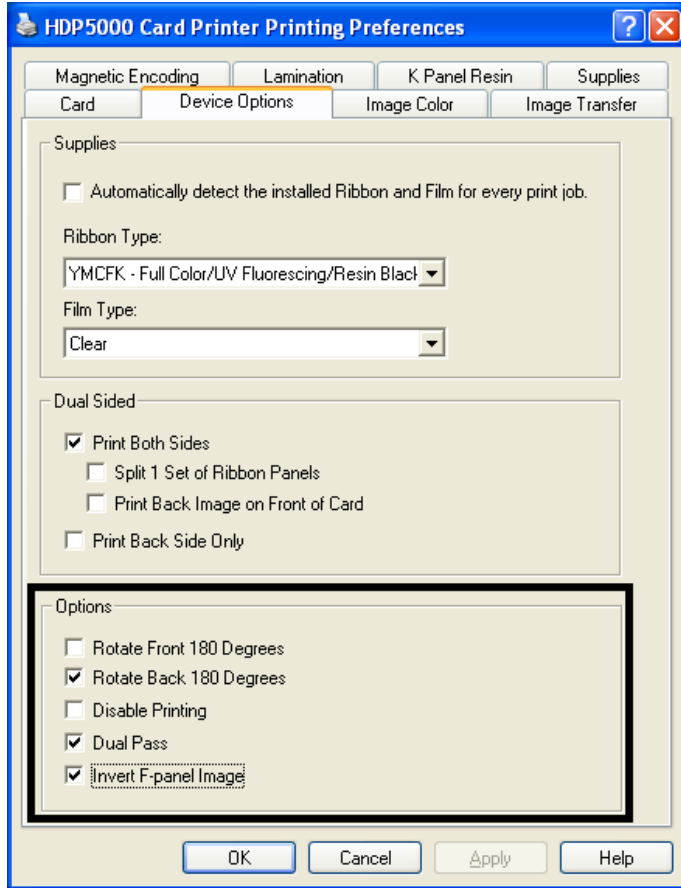 HDP5000 Card Printer Printing Preferences
Magnetic Encoding Lamination K Panel Resin Supplies
Card Device Options Image Color Image Transfer
Supplies
Automatically detect the installed Ribbon and Film for every print job.
Ribbon Type:
YMCFK - Full Color/UV Fluorescing/Resin Black
Film Type:
Clear
Dual Sided
Print Both Sides
Split 1 Set of Ribbon Panels
Print Back Image on Front of Card
Print Back Side Only
Options
Rotate Front 180 Degrees
Rotate Back 180 Degrees
Disable Printing
Dual Pass
Invert F-panel Image
OK Cancel Apply Help